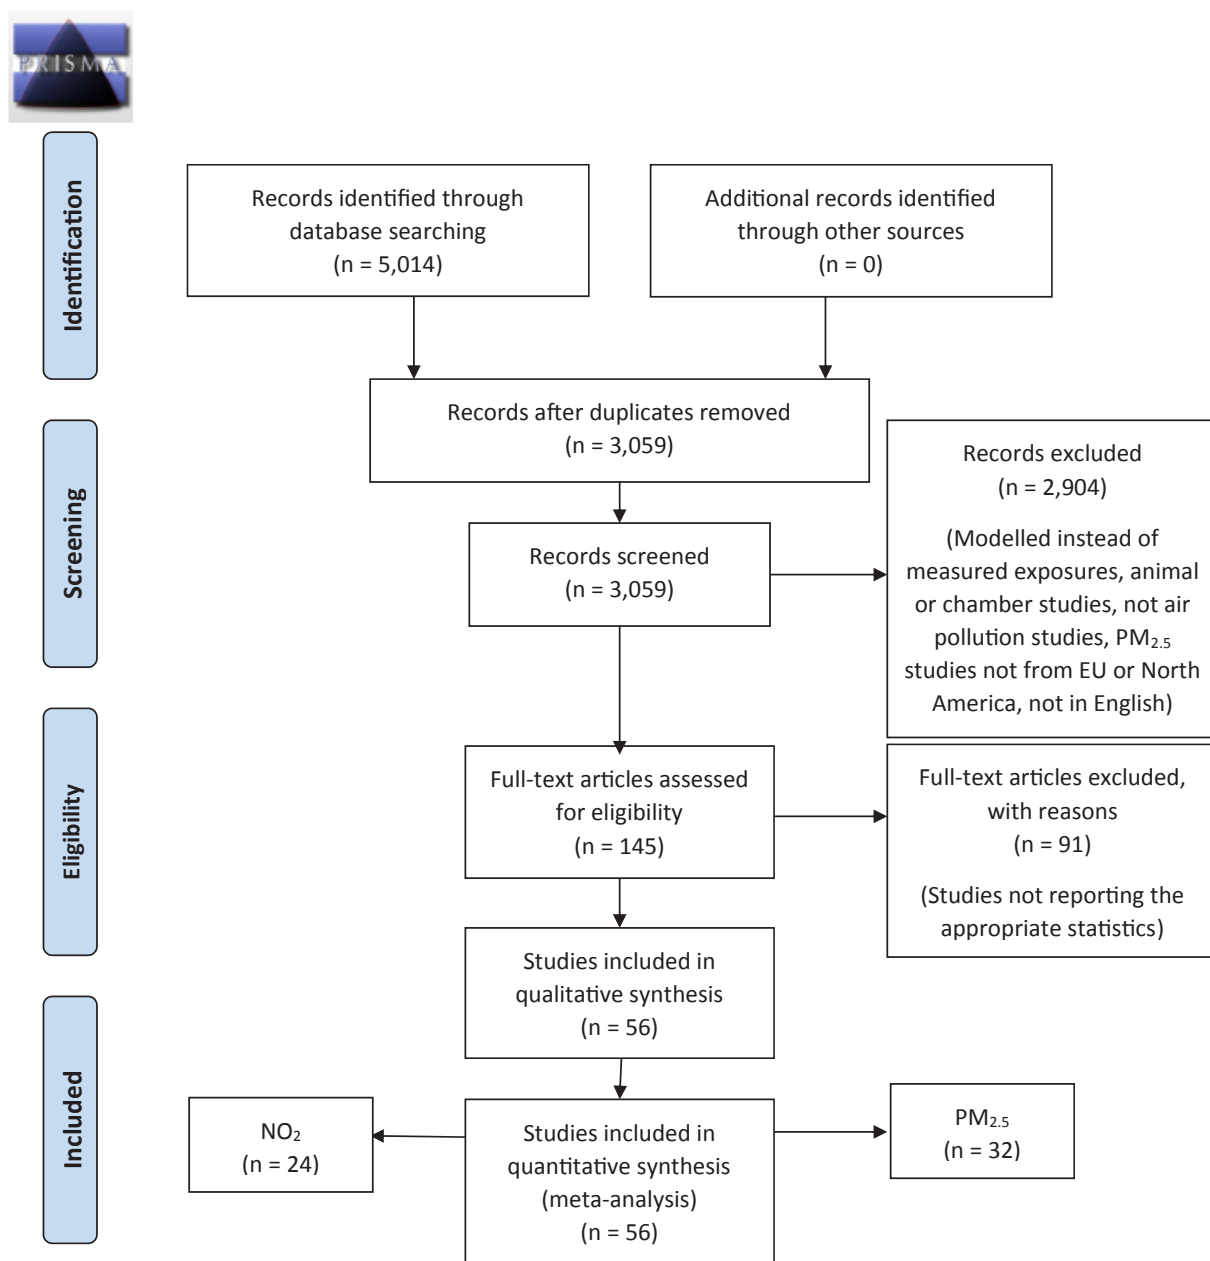 PRISMA
Identification
Records identified through
database searching
(n = 5,014)
Additional records identified
through other sources
(n = 0)
Records after duplicates removed
(n = 3,059)
Screening
Records screened
(n = 3,059)
Records excluded
(n = 2,904)
(Modelled instead of
measured exposures, animal
or chamber studies, not air
pollution studies, PM2.5
studies not from EU or North
America, not in English)
Eligibility
Full-text articles assessed
for eligibility
(n = 145)
Full-text articles excluded,
with reasons
(n = 91)
(Studies not reporting the
appropriate statistics)
Studies included in
qualitative synthesis
(n = 56)
Included
NO2
(n = 24)
Studies included in
quantitative synthesis
(meta-analysis)
(n = 56)
PM2.5
(n = 32)